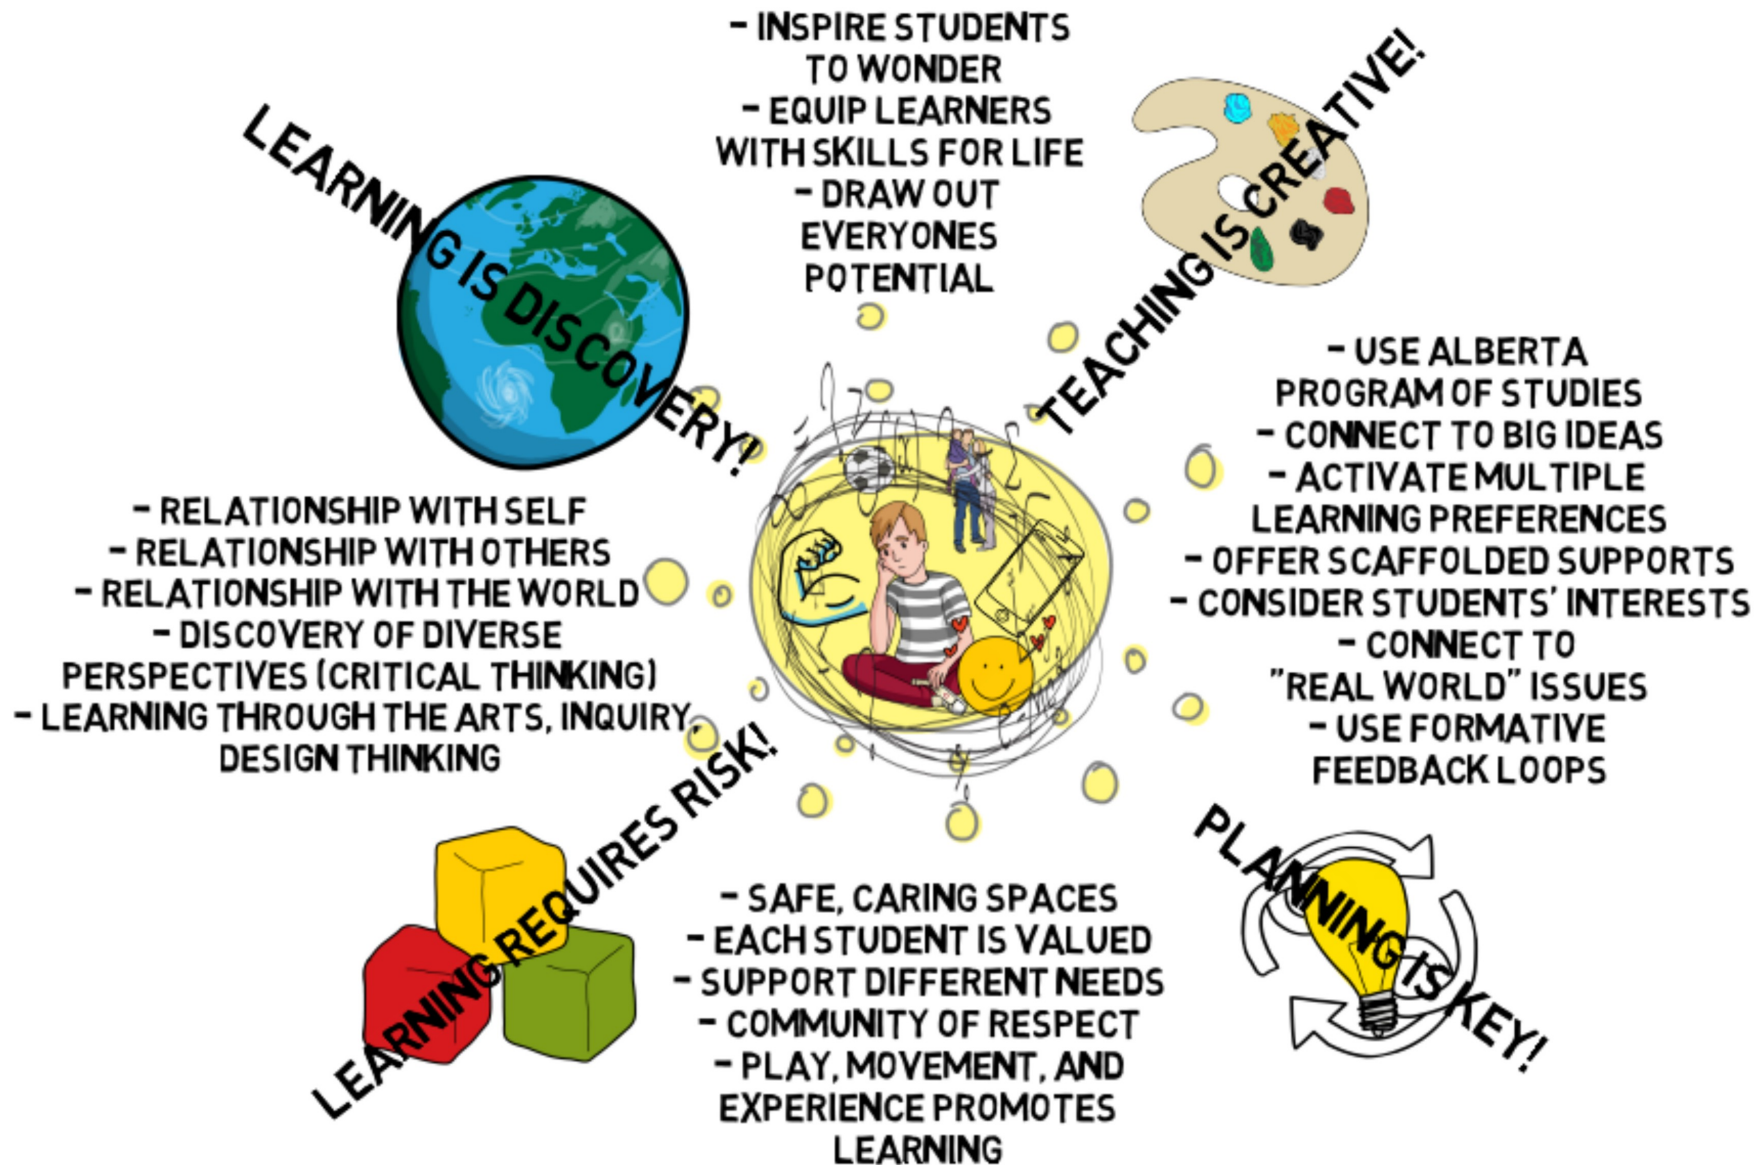 - INSPIRE STUDENTS
TO WONDER
- EQUIP LEARNERS
WITH SKILLS FOR LIFE
- DRAW OUT
EVERYONES
POTENTIAL
LEARNING IS DISCOVERY!
TEACHING IS CREATIVE!
- RELATIONSHIP WITH SELF
- RELATIONSHIP WITH OTHERS
- RELATIONSHIP WITH THE WORLD
- DISCOVERY OF DIVERSE
PERSPECTIVES (CRITICAL THINKING)
- LEARNING THROUGH THE ARTS, INQUIRY,
DESIGN THINKING
- USE ALBERTA
PROGRAM OF STUDIES
- CONNECT TO BIG IDEAS
- ACTIVATE MULTIPLE
LEARNING PREFERENCES
- OFFER SCAFFOLDED SUPPORTS
- CONSIDER STUDENTS' INTERESTS
- CONNECT TO
"REAL WORLD" ISSUES
- USE FORMATIVE
FEEDBACK LOOPS
LEARNING REQUIRES RISK!
PLANNING IS KEY!
- SAFE, CARING SPACES
- EACH STUDENT IS VALUED
- SUPPORT DIFFERENT NEEDS
- COMMUNITY OF RESPECT
- PLAY, MOVEMENT, AND
EXPERIENCE PROMOTES
LEARNING